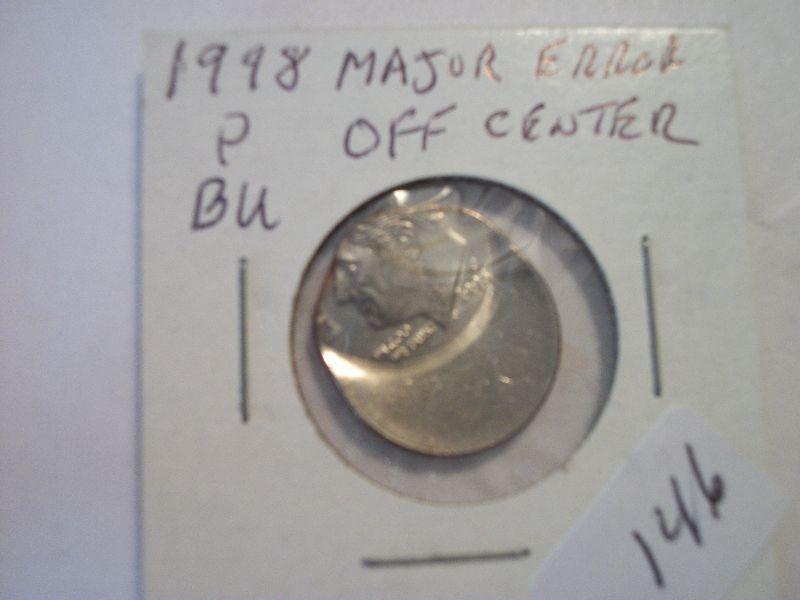 1998 MAJOR ERROR
P OFF CENTER
BU
146